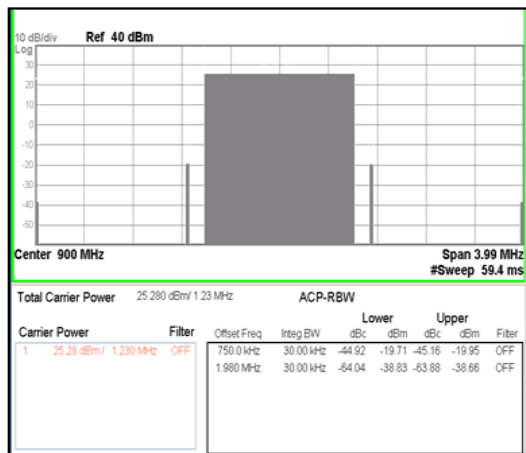 10 dB/div Ref 40 dBm
Log
30
20
10
0
-10
-20
-30
-40
-50
Center 900 MHz Span 3.99 MHz
#Sweep 59.4 ms
Total Carrier Power 25.280 dBm/ 1.23 MHz ACP-RBW
Lower Upper
Carrier Power Filter Offset Freq Integ BW dBc dBm dBc dBm Filter
1 25.28 dBm / 1.230 MHz OFF 750.0 kHz 30.00 kHz -44.92 -19.71 -45.16 -19.95 OFF
1.980 MHz 30.00 kHz -64.04 -38.83 -63.88 -38.66 OFF